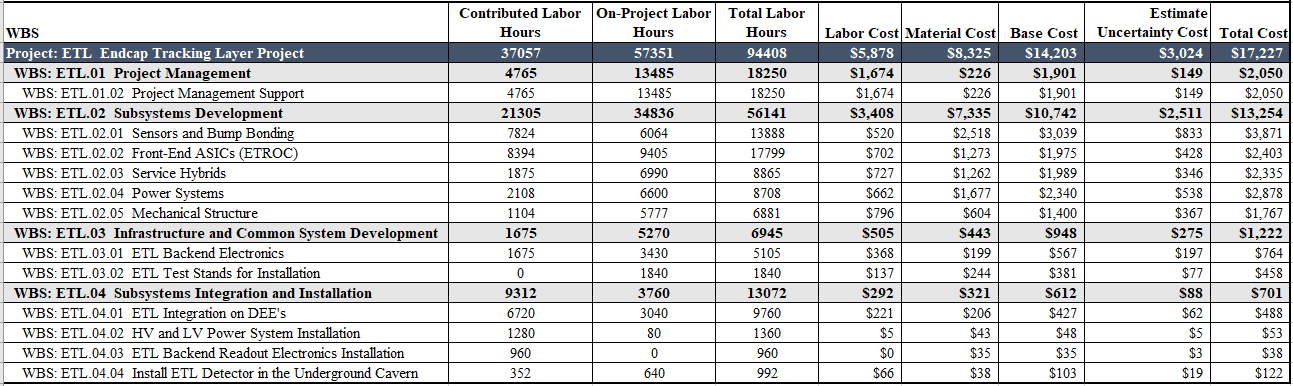 WBS Contributed Labor Hours On-Project Labor Hours Total Labor Hours Labor Cost Material Cost Base Cost Estimate Uncertainty Cost Total Cost
Project: ETL Endcap Tracking Layer Project 37057 57351 94408 $5,878 $8,325 $14,203 $3,024 $17,227
WBS: ETL.01 Project Management 4765 13485 18250 $1,674 $226 $1,901 $149 $2,050
WBS: ETL.01.02 Project Management Support 4765 13485 18250 $1,674 $226 $1,901 $149 $2,050
WBS: ETL.02 Subsystems Development 21305 34836 56141 $3,408 $7,335 $10,742 $2,511 $13,254
WBS: ETL.02.01 Sensors and Bump Bonding 7824 6064 13888 $520 $2,518 $3,039 $833 $3,871
WBS: ETL.02.02 Front-End ASICs (ETROC) 8394 9405 17799 $702 $1,273 $1,975 $428 $2,403
WBS: ETL.02.03 Service Hybrids 1875 6990 8865 $727 $1,262 $1,989 $346 $2,335
WBS: ETL.02.04 Power Systems 2108 6600 8708 $662 $1,677 $2,340 $538 $2,878
WBS: ETL.02.05 Mechanical Structure 1104 5777 6881 $796 $604 $1,400 $367 $1,767
WBS: ETL.03 Infrastructure and Common System Development 1675 5270 6945 $505 $443 $948 $275 $1,222
WBS: ETL.03.01 ETL Backend Electronics 1675 3430 5105 $368 $199 $567 $197 $764
WBS: ETL.03.02 ETL Test Stands for Installation 0 1840 1840 $137 $244 $381 $77 $458
WBS: ETL.04 Subsystems Integration and Installation 9312 3760 13072 $292 $321 $612 $88 $701
WBS: ETL.04.01 ETL Integration on DEE's 6720 3040 9760 $221 $206 $427 $62 $488
WBS: ETL.04.02 HV and LV Power System Installation 1280 80 1360 $5 $43 $48 $5 $53
WBS: ETL.04.03 ETL Backend Readout Electronics Installation 960 0 960 $0 $35 $35 $3 $38
WBS: ETL.04.04 Install ETL Detector in the Underground Cavern 352 640 992 $66 $38 $103 $19 $122